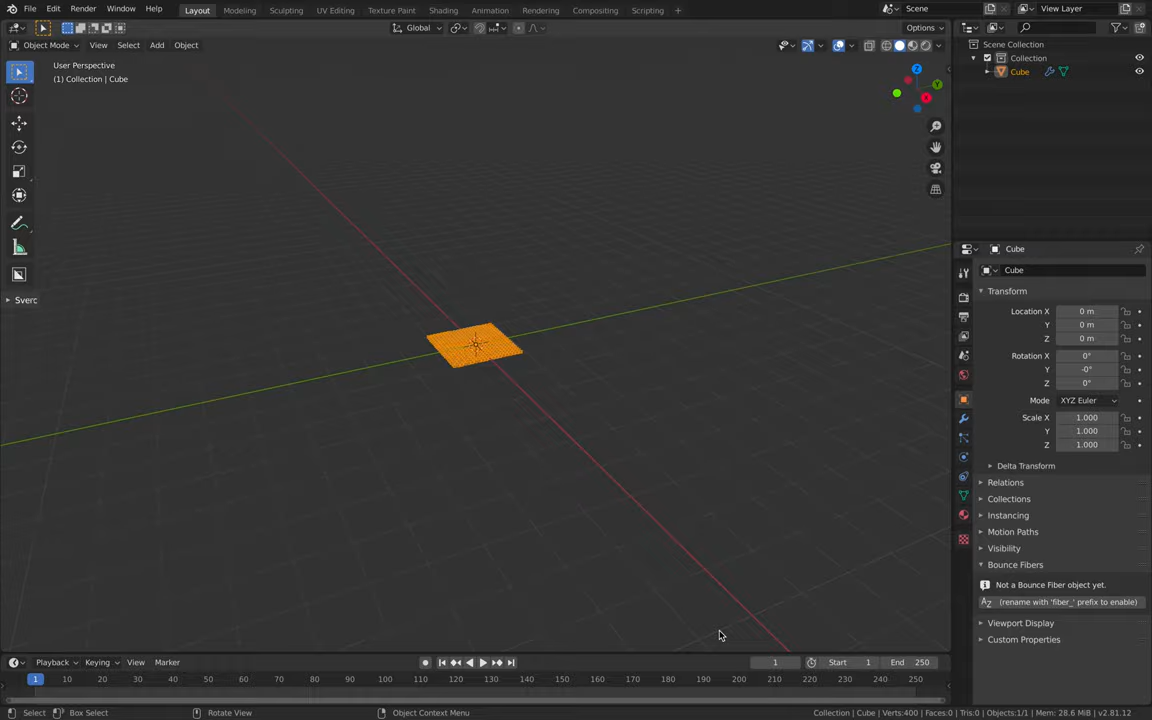 File Edit Render Window Help Layout Modeling Sculpting UV Editing Texture Paint Shading Animation Rendering Compositing Scripting + Scene View Layer
Global Options
Object Mode View Select Add Object
User Perspective
(1) Collection | Cube
Scene Collection
Collection
Cube
Z
Y
X
Sverc
Cube
Cube
Transform
Location X 0 m
Y 0 m
Z 0 m
Rotation X 0°
Y -0°
Z 0°
Mode XYZ Euler
Scale X 1.000
Y 1.000
Z 1.000
Delta Transform
Relations
Collections
Instancing
Motion Paths
Visibility
Bounce Fibers
Not a Bounce Fiber object yet.
(rename with 'fiber_' prefix to enable)
Viewport Display
Custom Properties
Playback Keying View Marker 1 Start 1 End 250
1 10 20 30 40 50 60 70 80 90 100 110 120 130 140 150 160 170 180 190 200 210 220 230 240 250
Select Box Select Rotate View Object Context Menu Collection | Cube | Verts:400 | Faces:0 | Tris:0 | Objects:1/1 | Mem: 28.6 MiB | v2.81.12